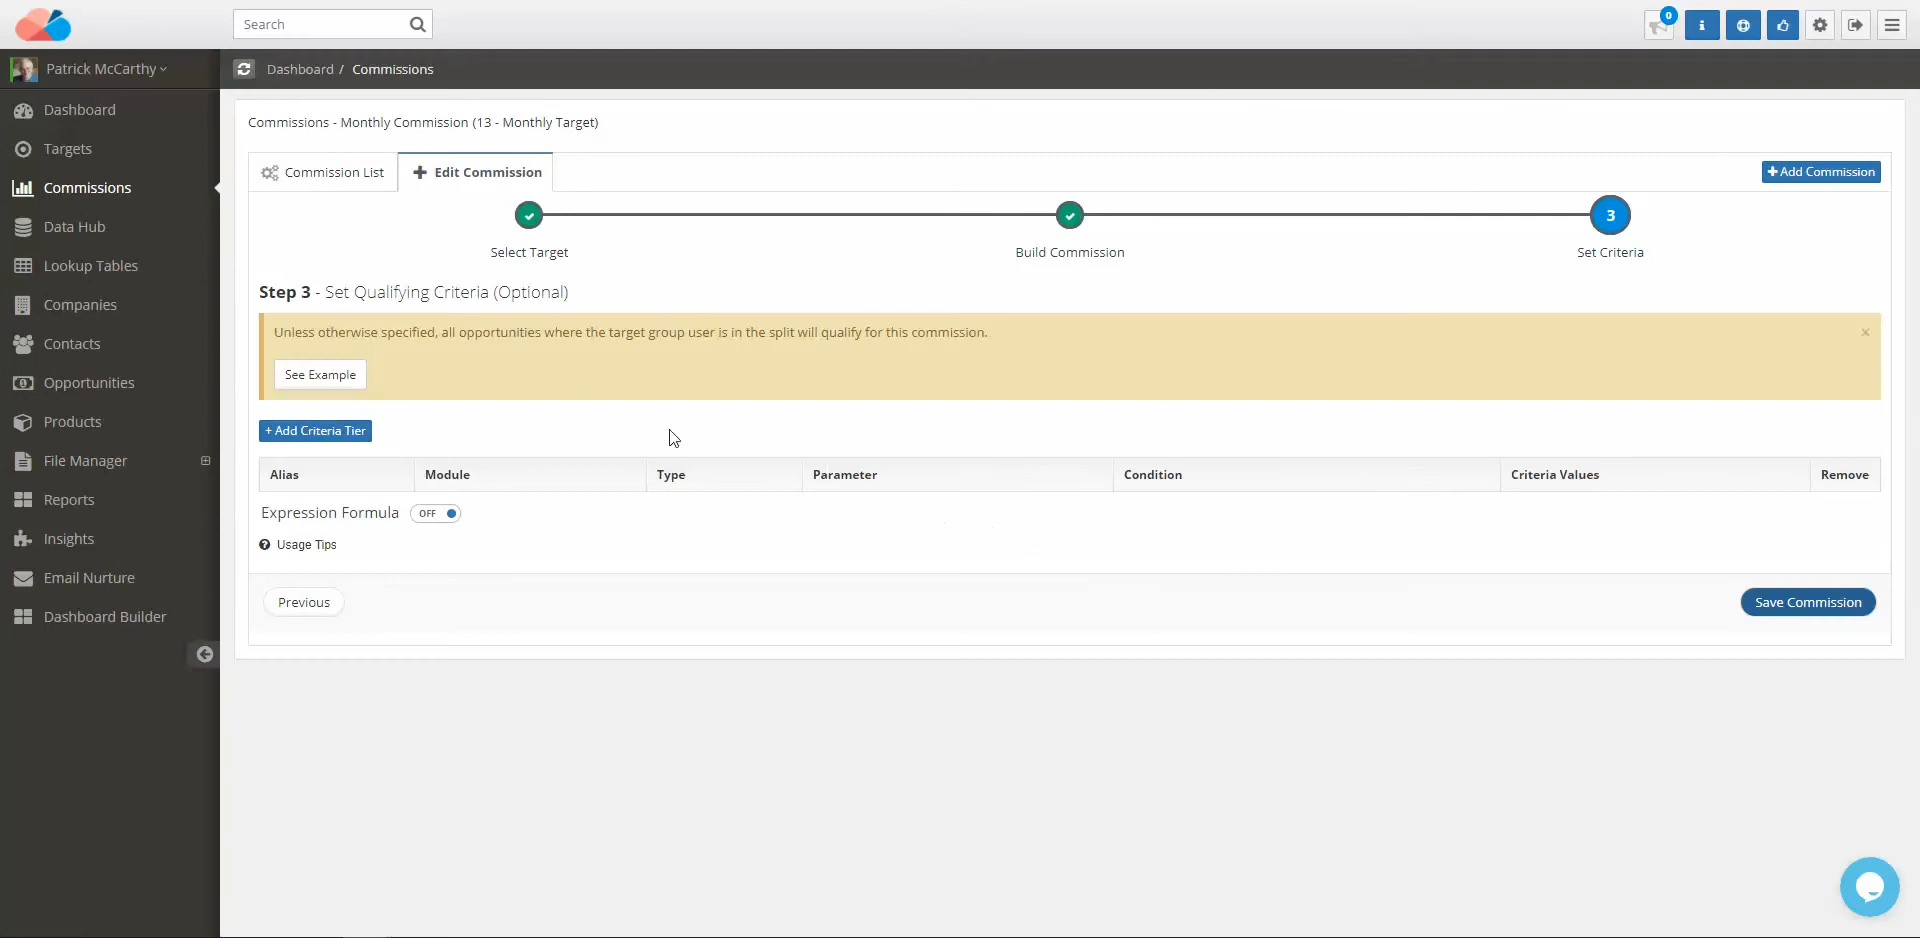 Search
0
Patrick McCarthy
Dashboard / Commissions
Dashboard
Targets
Commissions
Data Hub
Lookup Tables
Companies
Contacts
Opportunities
Products
File Manager
Reports
Insights
Email Nurture
Dashboard Builder
Commissions - Monthly Commission (13 - Monthly Target)
Commission List
Edit Commission
Add Commission
3
Select Target
Build Commission
Set Criteria
Step 3 - Set Qualifying Criteria (Optional)
Unless otherwise specified, all opportunities where the target group user is in the split will qualify for this commission.
×
See Example
+ Add Criteria Tier
Alias Module Type Parameter Condition Criteria Values Remove
Expression Formula OFF
Usage Tips
Previous
Save Commission